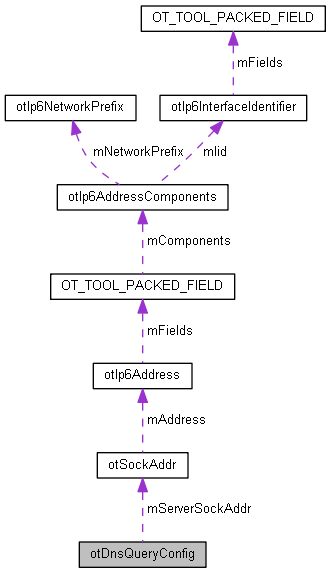 OT_TOOL_PACKED_FIELD
mFields
otIp6NetworkPrefix
otIp6InterfaceIdentifier
mNetworkPrefix
mIid
otIp6AddressComponents
mComponents
OT_TOOL_PACKED_FIELD
mFields
otIp6Address
mAddress
otSockAddr
mServerSockAddr
otDnsQueryConfig